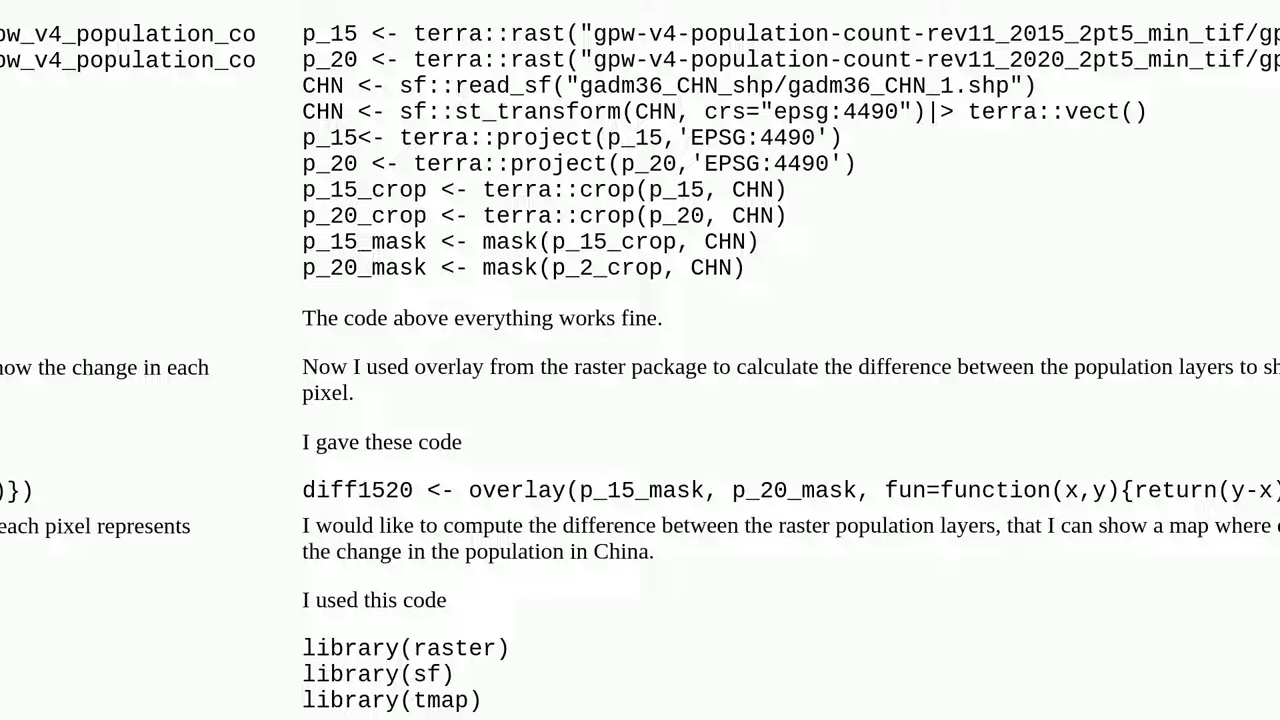 pw_v4_population_co
pw_v4_population_co
now the change in each
)})
each pixel represents
p_15 <- terra::rast("gpw-v4-population-count-rev11_2015_2pt5_min_tif/gp
p_20 <- terra::rast("gpw-v4-population-count-rev11_2020_2pt5_min_tif/gp
CHN <- sf::read_sf("gadm36_CHN_shp/gadm36_CHN_1.shp")
CHN <- sf::st_transform(CHN, crs="epsg:4490")|> terra::vect()
p_15<- terra::project(p_15,'EPSG:4490')
p_20 <- terra::project(p_20,'EPSG:4490')
p_15_crop <- terra::crop(p_15, CHN)
p_20_crop <- terra::crop(p_20, CHN)
p_15_mask <- mask(p_15_crop, CHN)
p_20_mask <- mask(p_2_crop, CHN)
The code above everything works fine.
Now I used overlay from the raster package to calculate the difference between the population layers to sh
pixel.
I gave these code
diff1520 <- overlay(p_15_mask, p_20_mask, fun=function(x,y){return(y-x)
I would like to compute the difference between the raster population layers, that I can show a map where e
the change in the population in China.
I used this code
library(raster)
library(sf)
library(tmap)